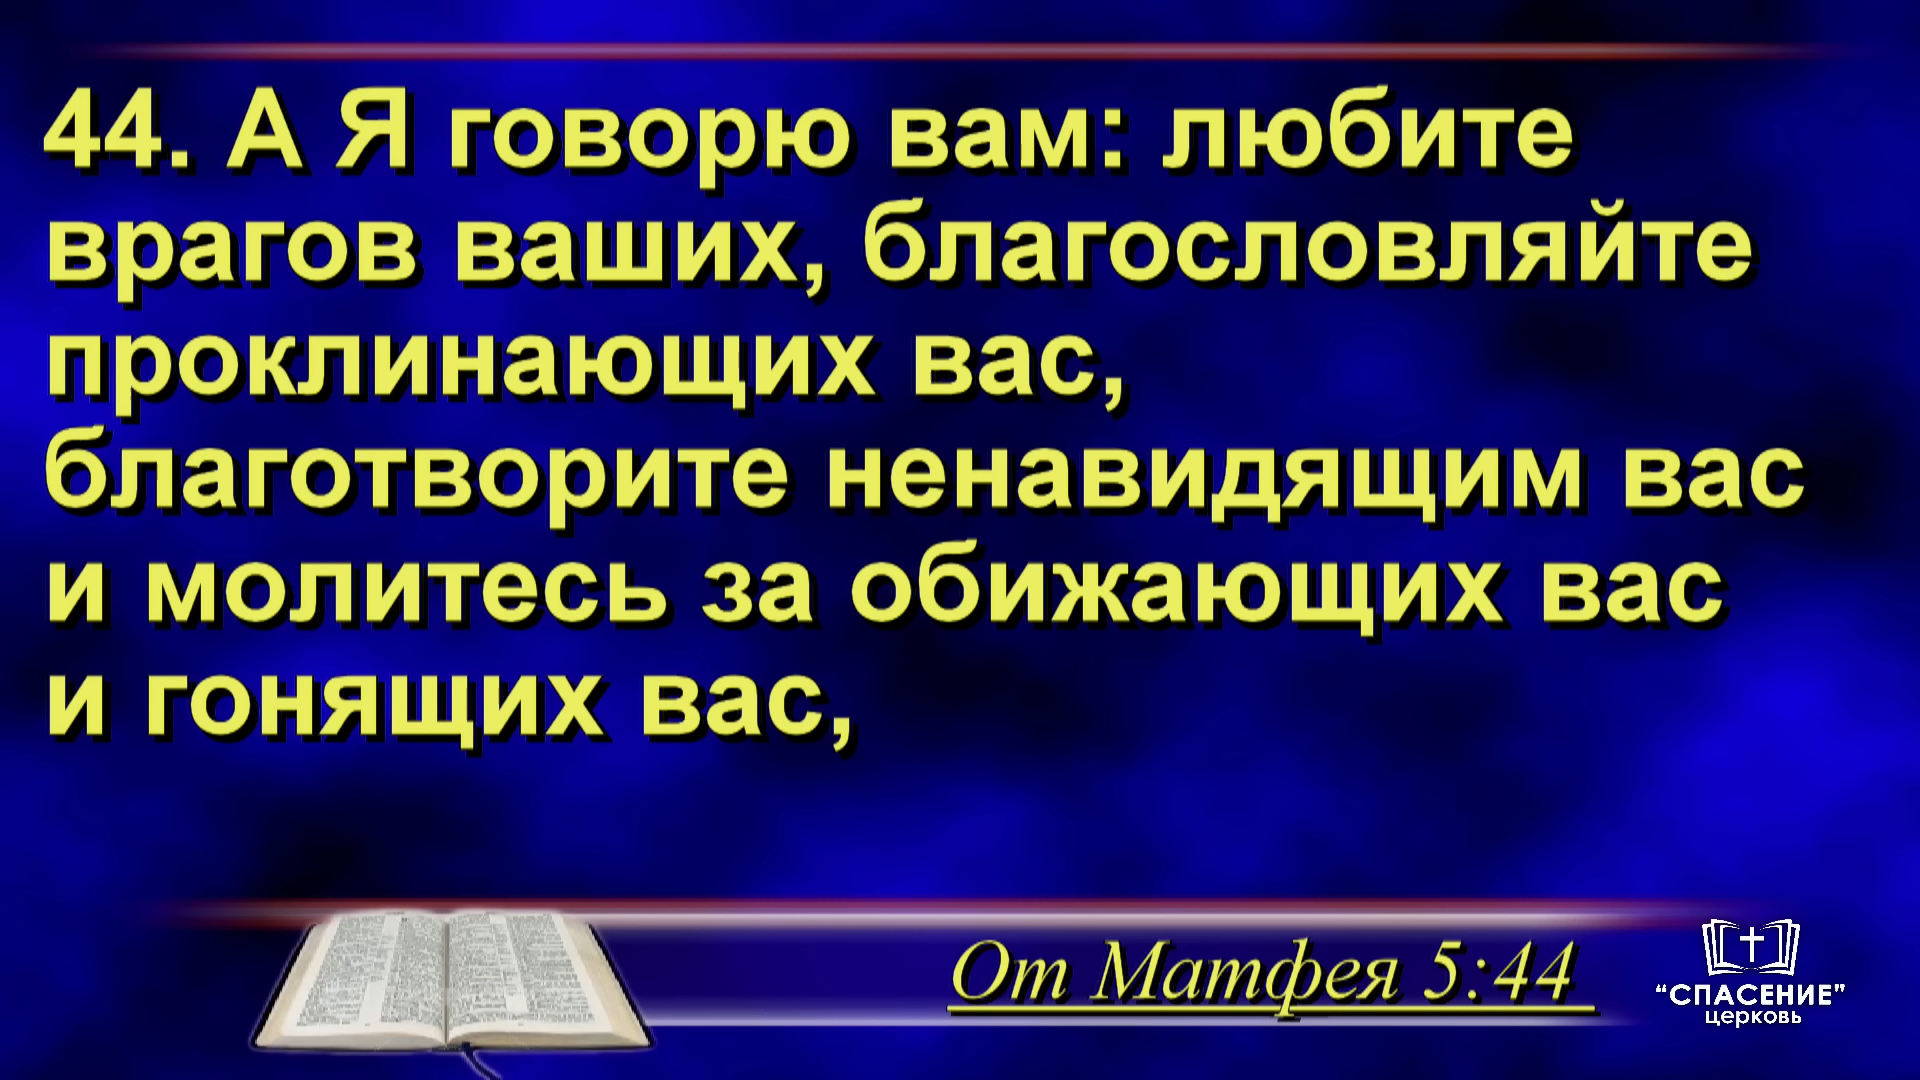 44. А Я говорю вам: любите
врагов ваших, благословляйте
проклинающих вас,
благотворите ненавидящим вас
и молитесь за обижающих вас
и гонящих вас,
От Матфея 5:44
“СПАСЕНИЕ”
церковь